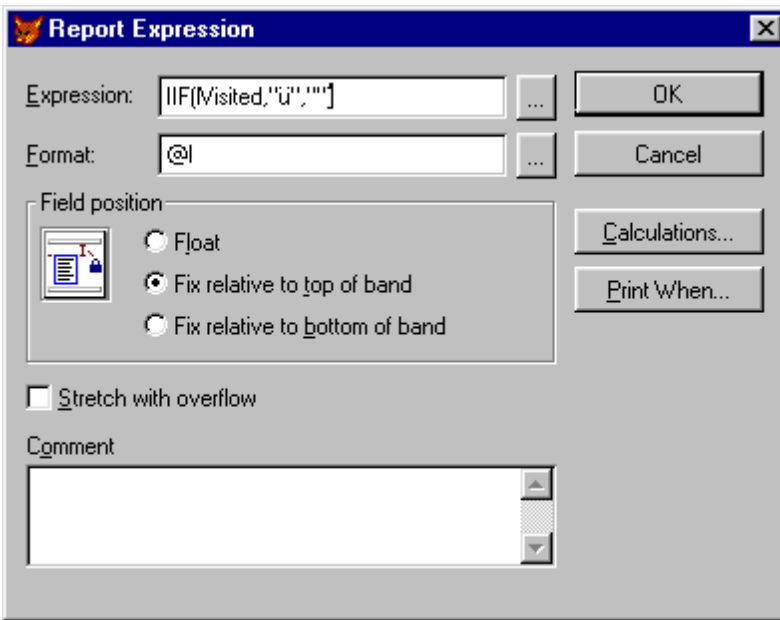 Report Expression
Expression: IIF(Visited,"ü","") ... OK
Format: @I ... Cancel
Field position
Float
Fix relative to top of band
Fix relative to bottom of band
Calculations...
Print When...
Stretch with overflow
Comment